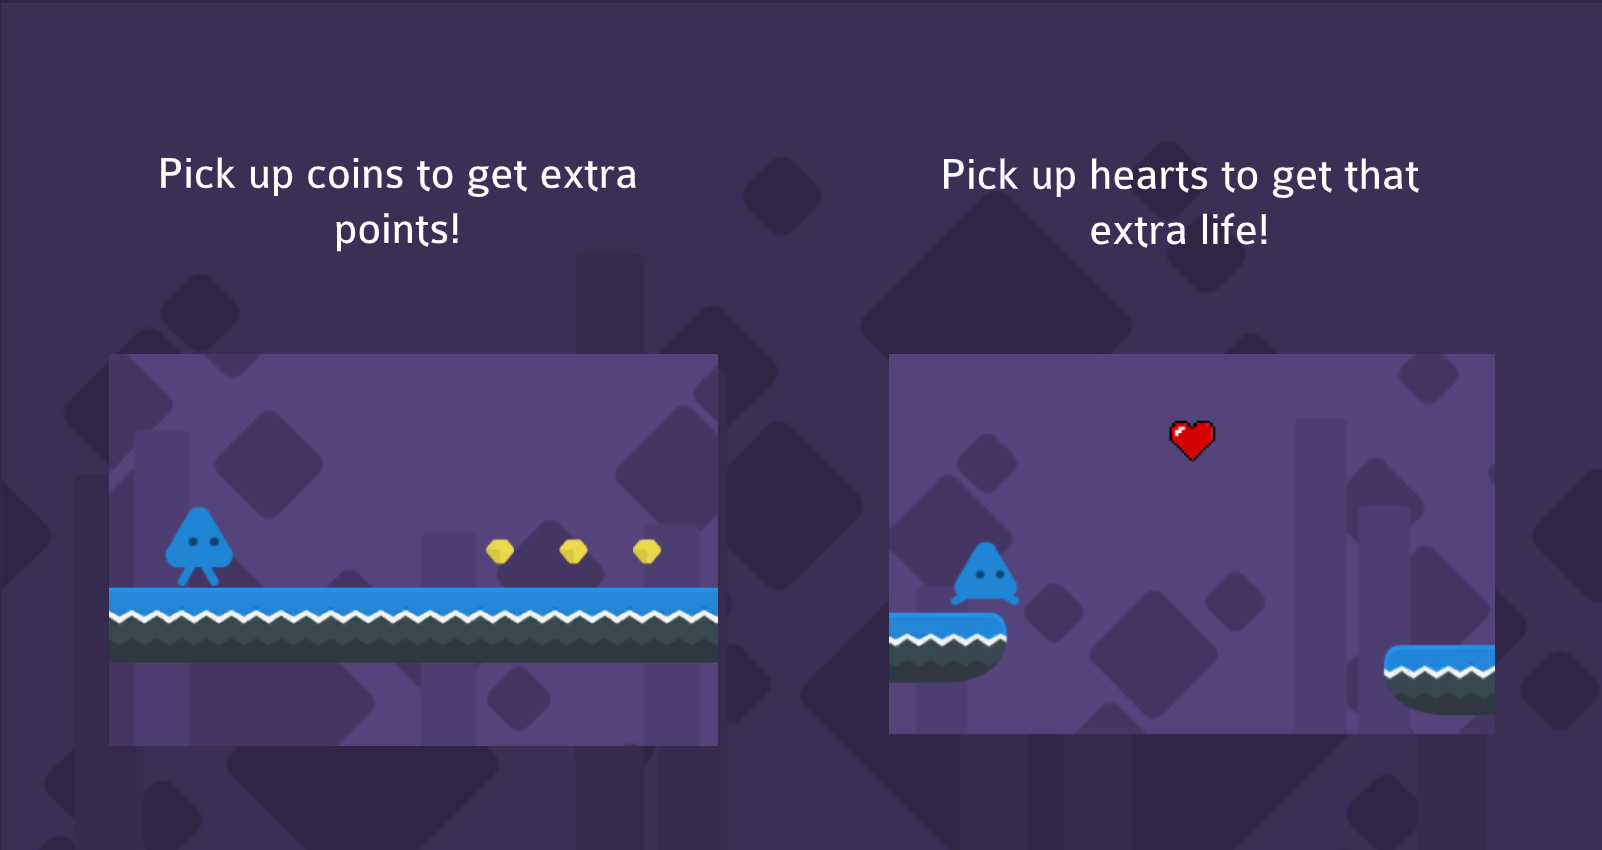 Pick up coins to get extra
points!
Pick up hearts to get that
extra life!